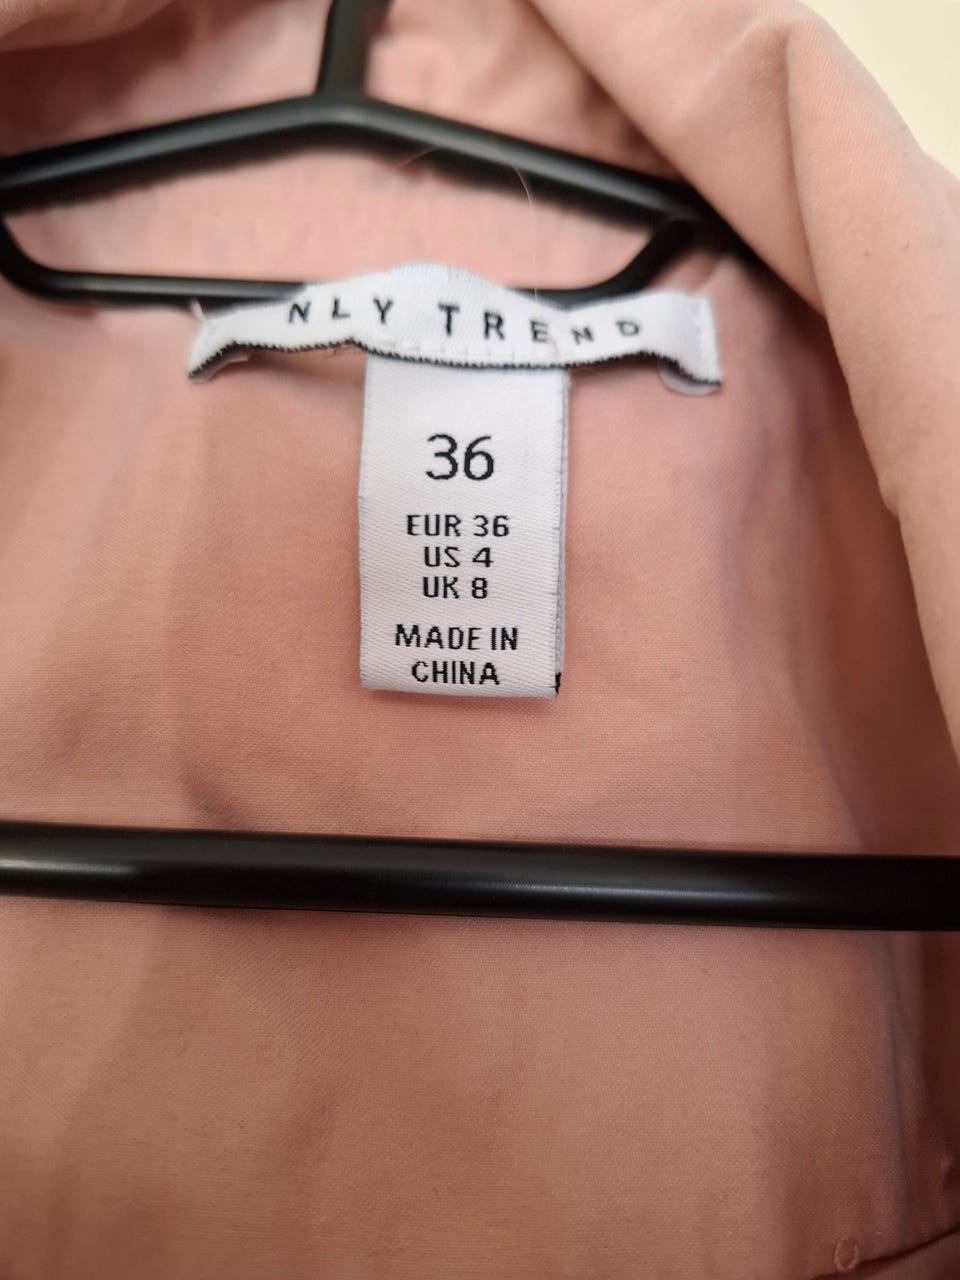 NLY TREND
36
EUR 36
US 4
UK 8
MADE IN
CHINA